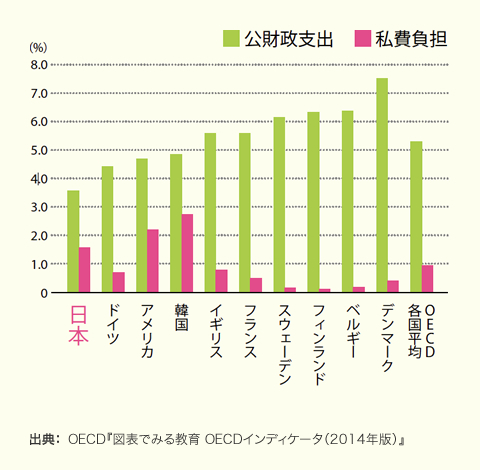 公財政支出 私費負担
(%)
8.0
7.0
6.0
5.0
4.0
3.0
2.0
1.0
0
日本
ドイツ
アメリカ
韓国
イギリス
フランス
スウェーデン
フィンランド
ベルギー
デンマーク
OECD
各国平均
出典： OECD『図表でみる教育 OECDインディケータ（2014年版）』